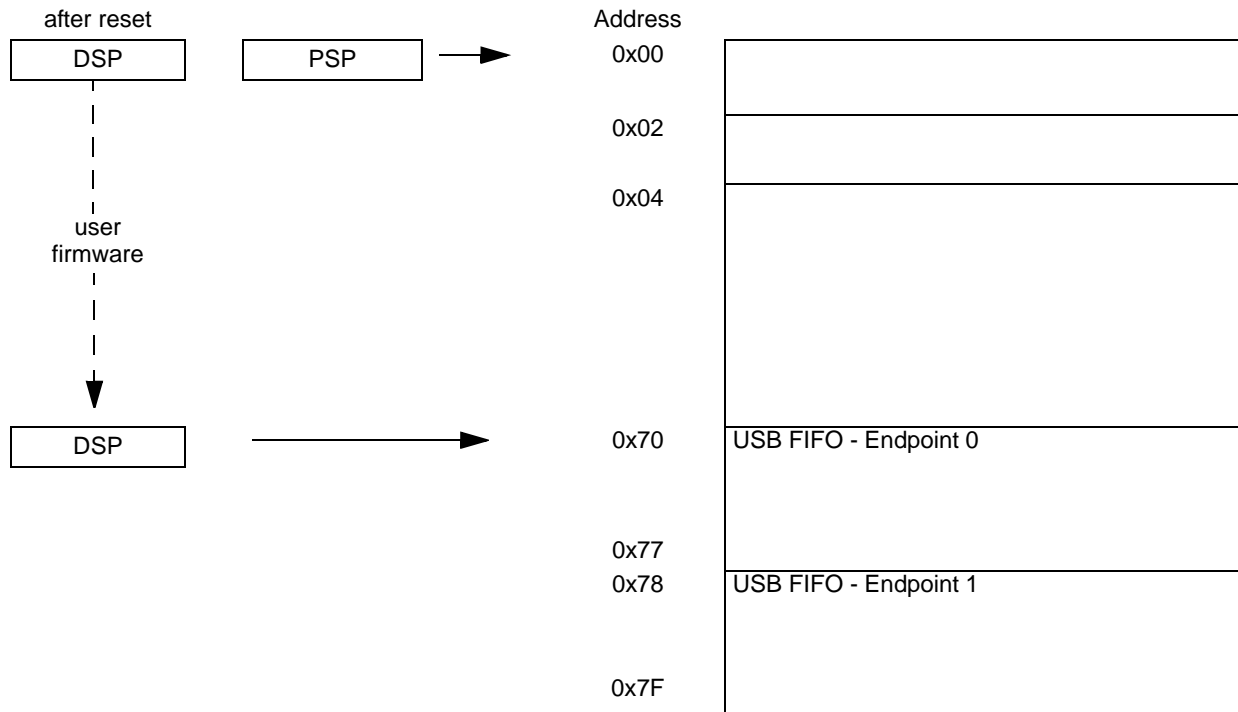 after reset
Address
DSP
PSP
0x00
0x02
0x04
user
firmware
DSP
0x70
USB FIFO - Endpoint 0
0x77
0x78
USB FIFO - Endpoint 1
0x7F